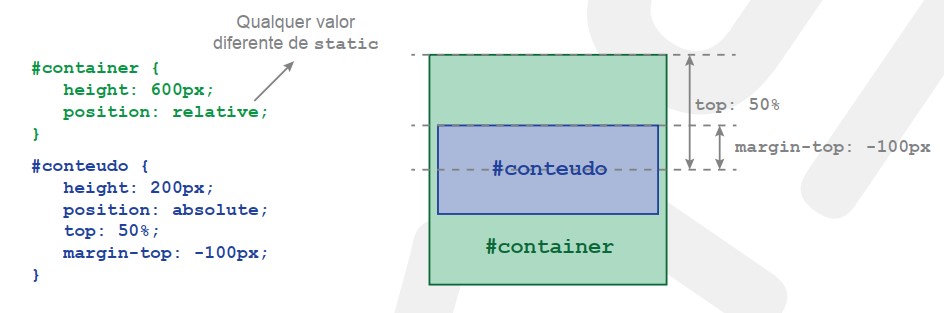 Qualquer valor
diferente de static
#container {
height: 600px;
position: relative;
}
#conteudo {
height: 200px;
position: absolute;
top: 50%;
margin-top: -100px;
}
top: 50%
margin-top: -100px
#conteudo
#container